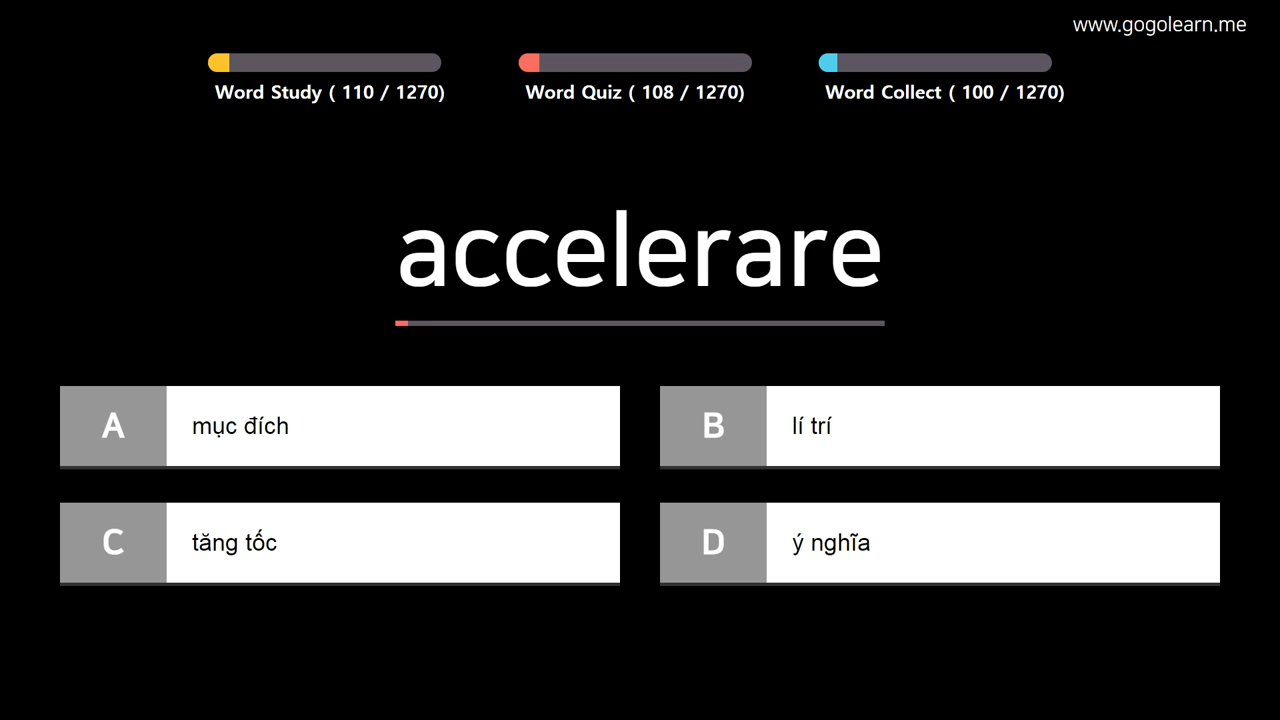 www.gogolearn.me
Word Study ( 110 / 1270)
Word Quiz ( 108 / 1270)
Word Collect ( 100 / 1270)
accelerare
A
mục đích
B
lí trí
C
tăng tốc
D
ý nghĩa